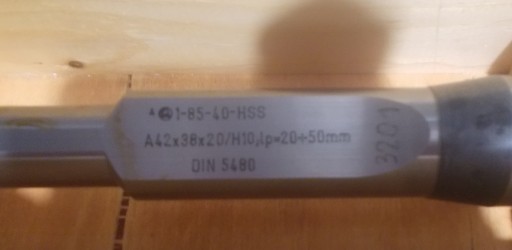 A 1-85-40-HSS
A42x38x20/H10,lp=20÷50mm
DIN 5480
3201